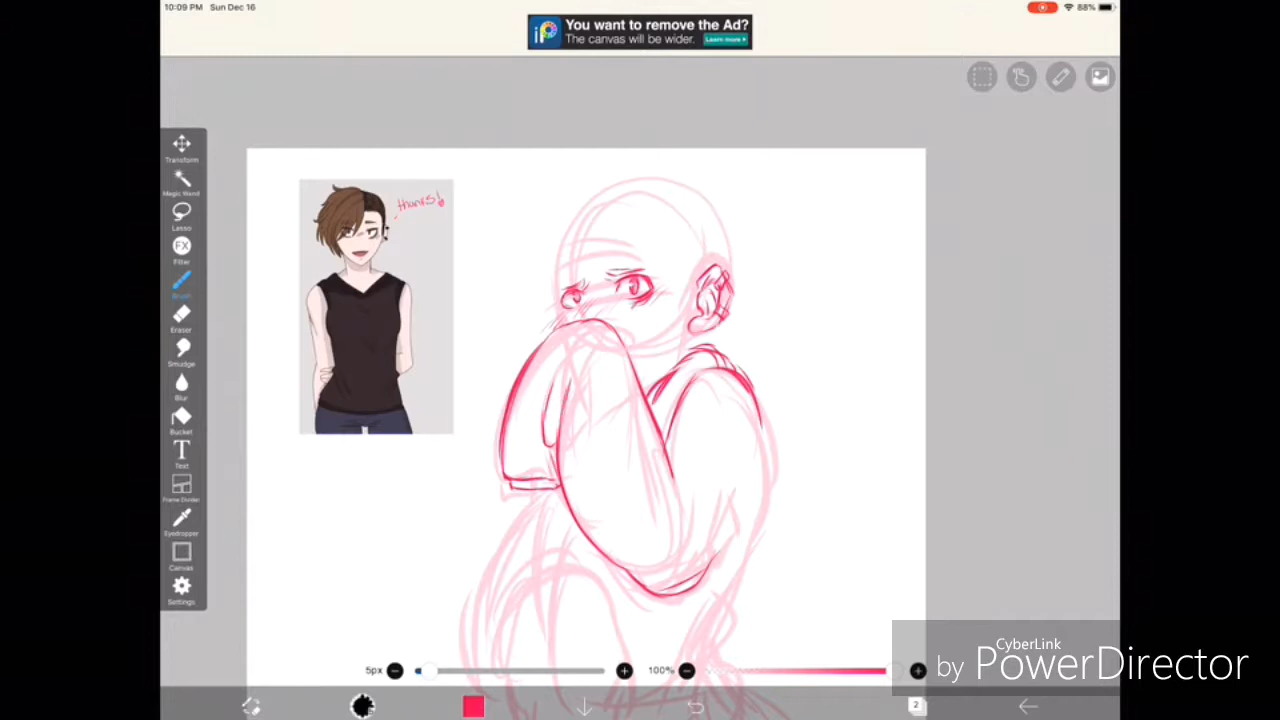 10:09 PM Sun Dec 16
88%
You want to remove the Ad?
The canvas will be wider.
Learn more
iP
Transform
Magic Wand
Lasso
FX
Filter
Brush
Eraser
Smudge
Blur
Bucket
T
Text
Frame Divider
Eyedropper
Canvas
Settings
thanks!
5px
100%
2
CyberLink
by PowerDirector